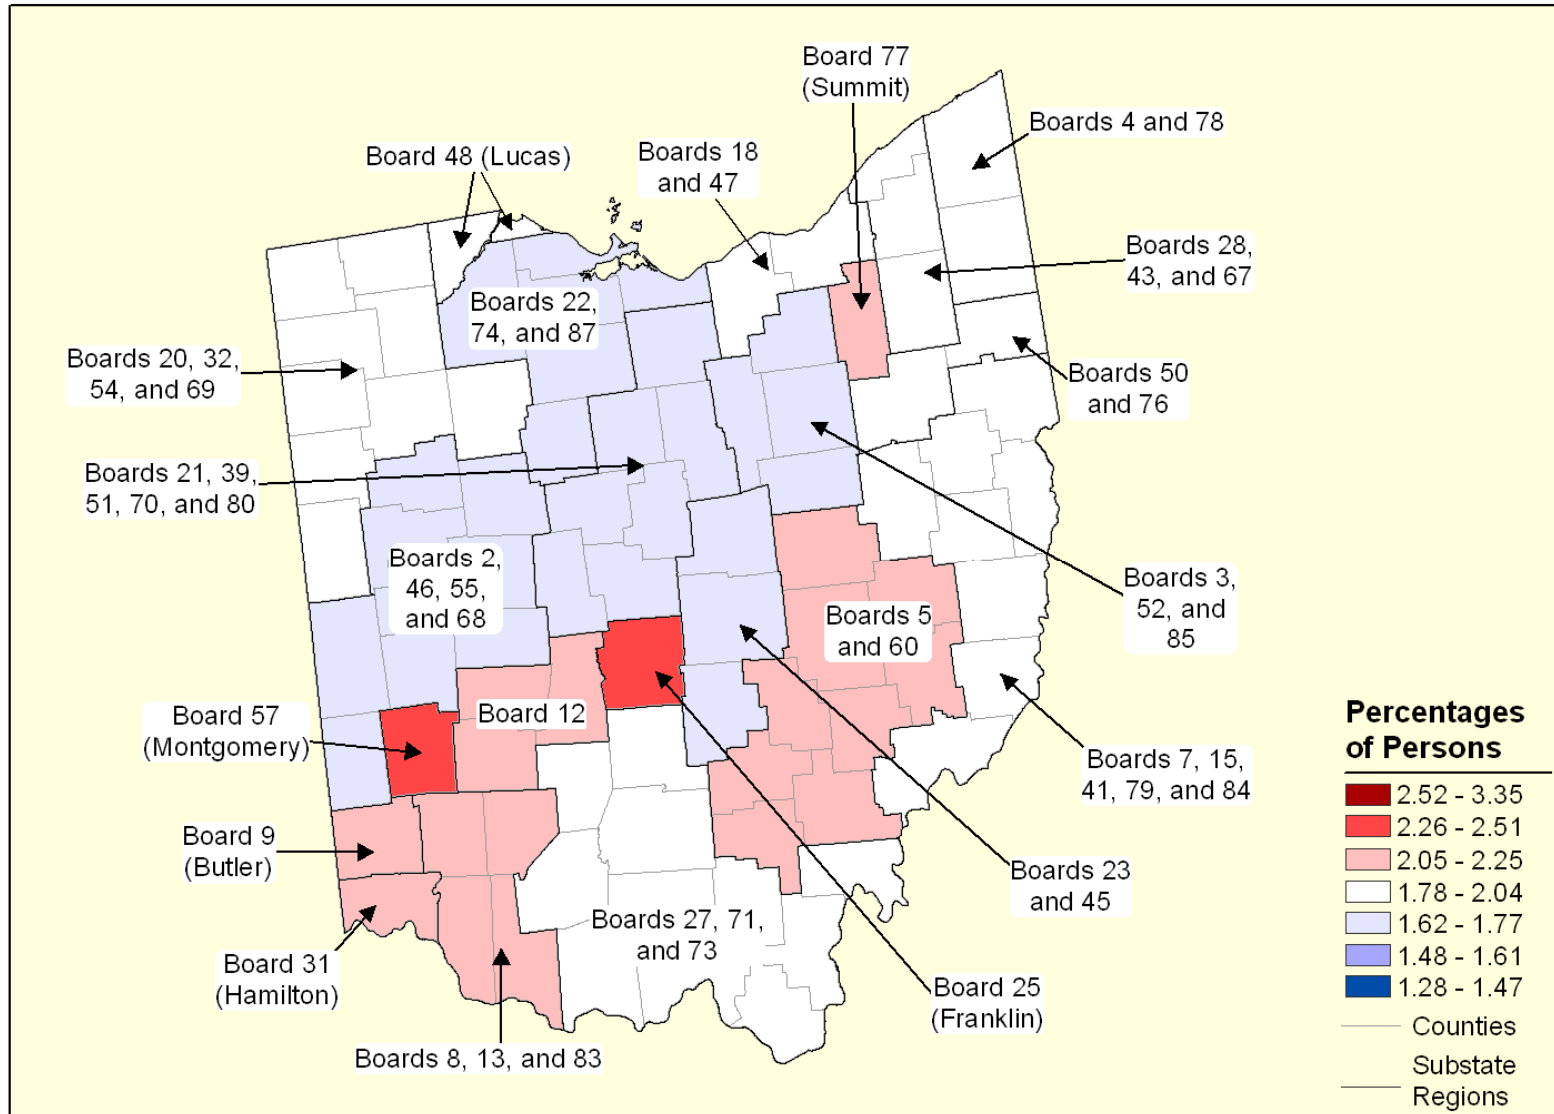 Board 77
(Summit)
Boards 4 and 78
Board 48 (Lucas)
Boards 18
and 47
Boards 28,
43, and 67
Boards 22,
74, and 87
Boards 20, 32,
54, and 69
Boards 50
and 76
Boards 21, 39,
51, 70, and 80
Boards 2,
46, 55,
and 68
Boards 3,
52, and
85
Boards 5
and 60
Board 12
Board 57
(Montgomery)
Boards 7, 15,
41, 79, and 84
Board 9
(Butler)
Boards 23
and 45
Boards 27, 71,
and 73
Board 31
(Hamilton)
Board 25
(Franklin)
Boards 8, 13, and 83
Percentages
of Persons
2.52 - 3.35
2.26 - 2.51
2.05 - 2.25
1.78 - 2.04
1.62 - 1.77
1.48 - 1.61
1.28 - 1.47
Counties
Substate
Regions